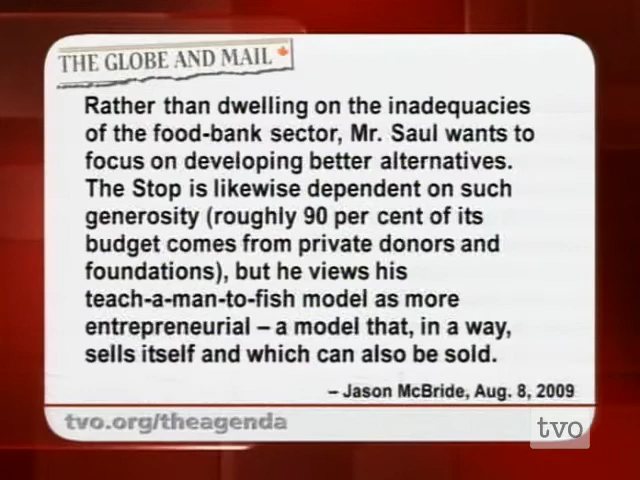 THE GLOBE AND MAIL
Rather than dwelling on the inadequacies
of the food-bank sector, Mr. Saul wants to
focus on developing better alternatives.
The Stop is likewise dependent on such
generosity (roughly 90 per cent of its
budget comes from private donors and
foundations), but he views his
teach-a-man-to-fish model as more
entrepreneurial – a model that, in a way,
sells itself and which can also be sold.
– Jason McBride, Aug. 8, 2009
tvo.org/theagenda
tvo